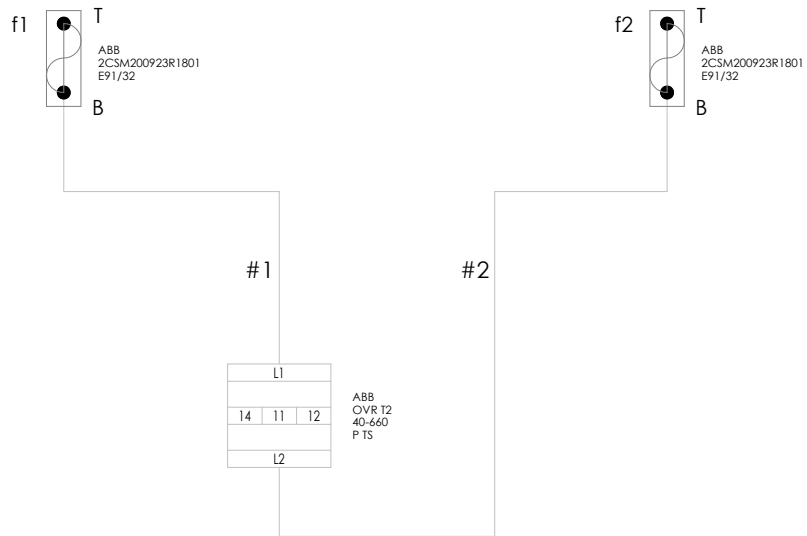 f1
T
ABB
2CSM200923R1801
E91/32
B
f2
T
ABB
2CSM200923R1801
E91/32
B
#1
#2
L1
14 11 12
L2
ABB
OVR T2
40-660
P TS